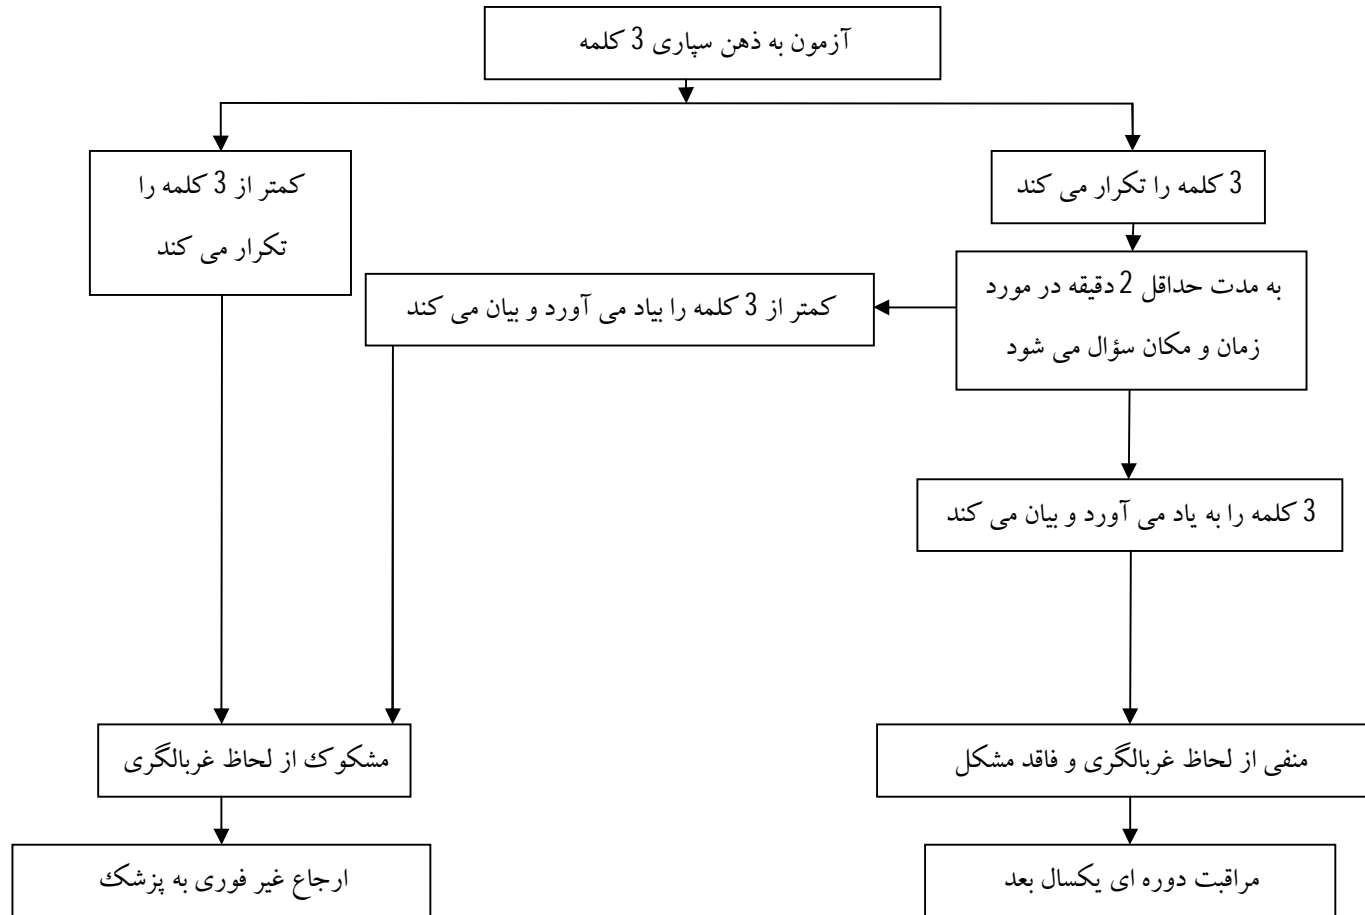 آزمون به ذهن سپاری 3 کلمه
3 کلمه را تکرار می کند
کمتر از 3 کلمه را
تکرار می کند
به مدت حداقل 2 دقیقه در مورد
زمان و مکان سؤال می شود
کمتر از 3 کلمه را بیاد می آورد و بیان می کند
3 کلمه را به یاد می آورد و بیان می کند
منفی از لحاظ غربالگری و فاقد مشکل
مشکوک از لحاظ غربالگری
مراقبت دوره ای یکسال بعد
ارجاع غیر فوری به پزشک